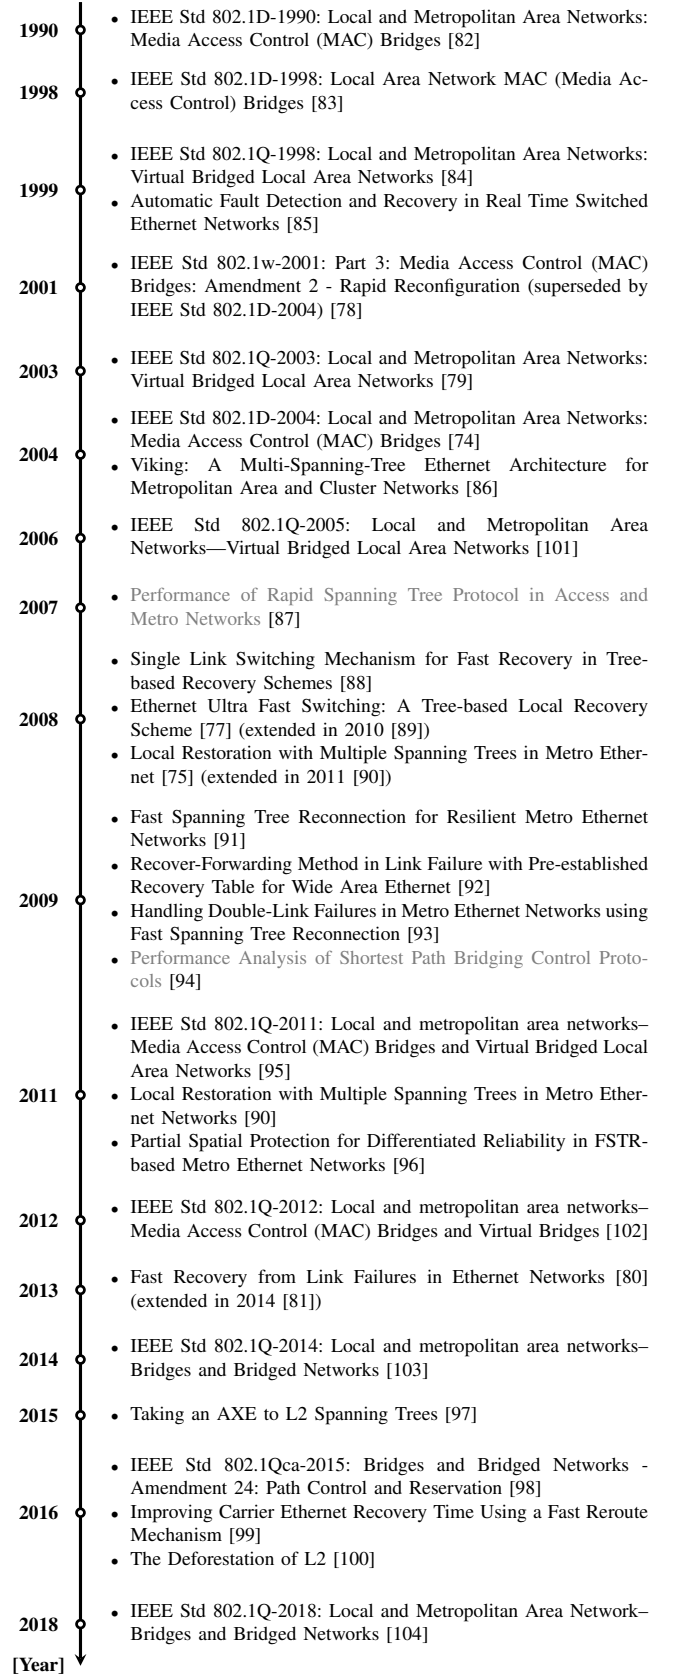 1990
• IEEE Std 802.1D-1990: Local and Metropolitan Area Networks:
Media Access Control (MAC) Bridges [82]
1998
• IEEE Std 802.1D-1998: Local Area Network MAC (Media Ac-
cess Control) Bridges [83]
1999
• IEEE Std 802.1Q-1998: Local and Metropolitan Area Networks:
Virtual Bridged Local Area Networks [84]
• Automatic Fault Detection and Recovery in Real Time Switched
Ethernet Networks [85]
2001
• IEEE Std 802.1w-2001: Part 3: Media Access Control (MAC)
Bridges: Amendment 2 - Rapid Reconfiguration (superseded by
IEEE Std 802.1D-2004) [78]
2003
• IEEE Std 802.1Q-2003: Local and Metropolitan Area Networks:
Virtual Bridged Local Area Networks [79]
2004
• IEEE Std 802.1D-2004: Local and Metropolitan Area Networks:
Media Access Control (MAC) Bridges [74]
• Viking: A Multi-Spanning-Tree Ethernet Architecture for
Metropolitan Area and Cluster Networks [86]
2006
• IEEE Std 802.1Q-2005: Local and Metropolitan Area
Networks—Virtual Bridged Local Area Networks [101]
2007
• Performance of Rapid Spanning Tree Protocol in Access and
Metro Networks [87]
2008
• Single Link Switching Mechanism for Fast Recovery in Tree-
based Recovery Schemes [88]
• Ethernet Ultra Fast Switching: A Tree-based Local Recovery
Scheme [77] (extended in 2010 [89])
• Local Restoration with Multiple Spanning Trees in Metro Ether-
net [75] (extended in 2011 [90])
2009
• Fast Spanning Tree Reconnection for Resilient Metro Ethernet
Networks [91]
• Recover-Forwarding Method in Link Failure with Pre-established
Recovery Table for Wide Area Ethernet [92]
• Handling Double-Link Failures in Metro Ethernet Networks using
Fast Spanning Tree Reconnection [93]
• Performance Analysis of Shortest Path Bridging Control Proto-
cols [94]
2011
• IEEE Std 802.1Q-2011: Local and metropolitan area networks–
Media Access Control (MAC) Bridges and Virtual Bridged Local
Area Networks [95]
• Local Restoration with Multiple Spanning Trees in Metro Ether-
net Networks [90]
• Partial Spatial Protection for Differentiated Reliability in FSTR-
based Metro Ethernet Networks [96]
2012
• IEEE Std 802.1Q-2012: Local and metropolitan area networks–
Media Access Control (MAC) Bridges and Virtual Bridges [102]
2013
• Fast Recovery from Link Failures in Ethernet Networks [80]
(extended in 2014 [81])
2014
• IEEE Std 802.1Q-2014: Local and metropolitan area networks–
Bridges and Bridged Networks [103]
2015
• Taking an AXE to L2 Spanning Trees [97]
2016
• IEEE Std 802.1Qca-2015: Bridges and Bridged Networks -
Amendment 24: Path Control and Reservation [98]
• Improving Carrier Ethernet Recovery Time Using a Fast Reroute
Mechanism [99]
• The Deforestation of L2 [100]
2018
• IEEE Std 802.1Q-2018: Local and Metropolitan Area Network–
Bridges and Bridged Networks [104]
[Year]